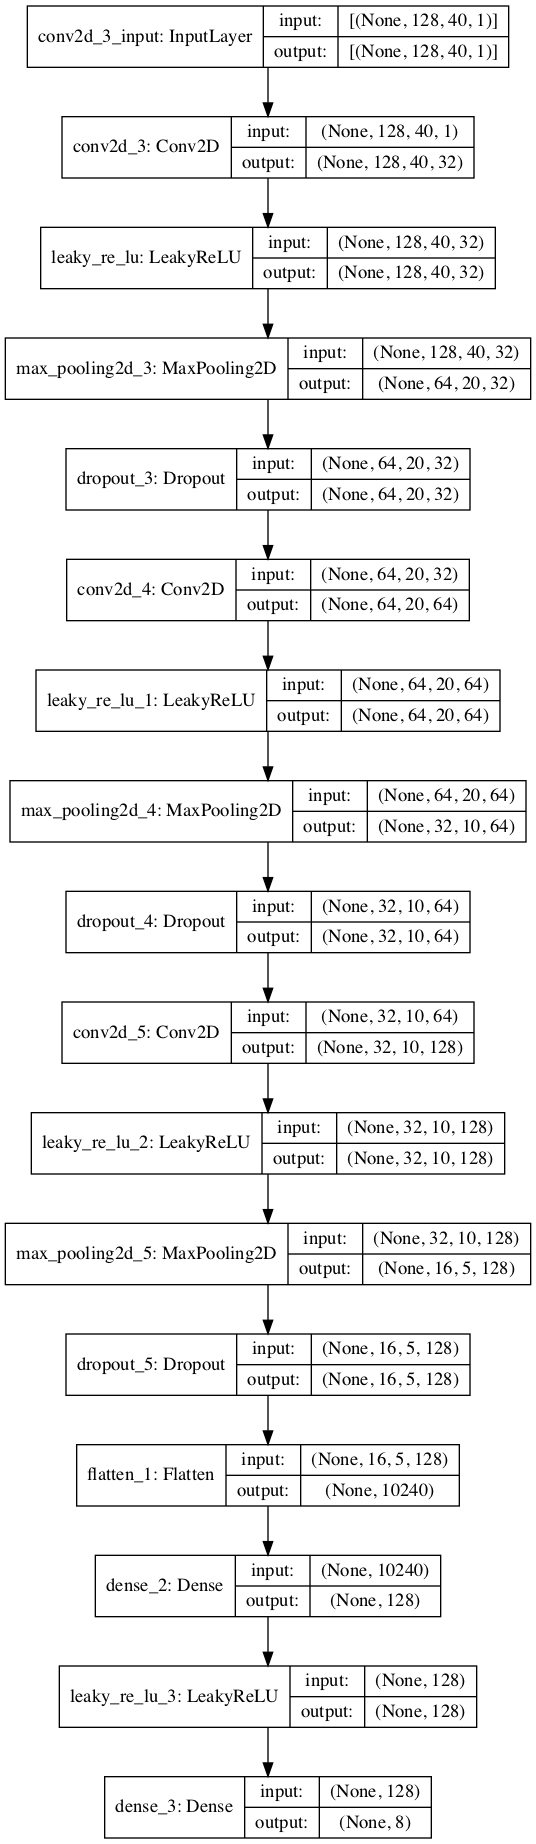 conv2d_3_input: InputLayer
input: [(None, 128, 40, 1)]
output: [(None, 128, 40, 1)]
conv2d_3: Conv2D
input: (None, 128, 40, 1)
output: (None, 128, 40, 32)
leaky_re_lu: LeakyReLU
input: (None, 128, 40, 32)
output: (None, 128, 40, 32)
max_pooling2d_3: MaxPooling2D
input: (None, 128, 40, 32)
output: (None, 64, 20, 32)
dropout_3: Dropout
input: (None, 64, 20, 32)
output: (None, 64, 20, 32)
conv2d_4: Conv2D
input: (None, 64, 20, 32)
output: (None, 64, 20, 64)
leaky_re_lu_1: LeakyReLU
input: (None, 64, 20, 64)
output: (None, 64, 20, 64)
max_pooling2d_4: MaxPooling2D
input: (None, 64, 20, 64)
output: (None, 32, 10, 64)
dropout_4: Dropout
input: (None, 32, 10, 64)
output: (None, 32, 10, 64)
conv2d_5: Conv2D
input: (None, 32, 10, 64)
output: (None, 32, 10, 128)
leaky_re_lu_2: LeakyReLU
input: (None, 32, 10, 128)
output: (None, 32, 10, 128)
max_pooling2d_5: MaxPooling2D
input: (None, 32, 10, 128)
output: (None, 16, 5, 128)
dropout_5: Dropout
input: (None, 16, 5, 128)
output: (None, 16, 5, 128)
flatten_1: Flatten
input: (None, 16, 5, 128)
output: (None, 10240)
dense_2: Dense
input: (None, 10240)
output: (None, 128)
leaky_re_lu_3: LeakyReLU
input: (None, 128)
output: (None, 128)
dense_3: Dense
input: (None, 128)
output: (None, 8)